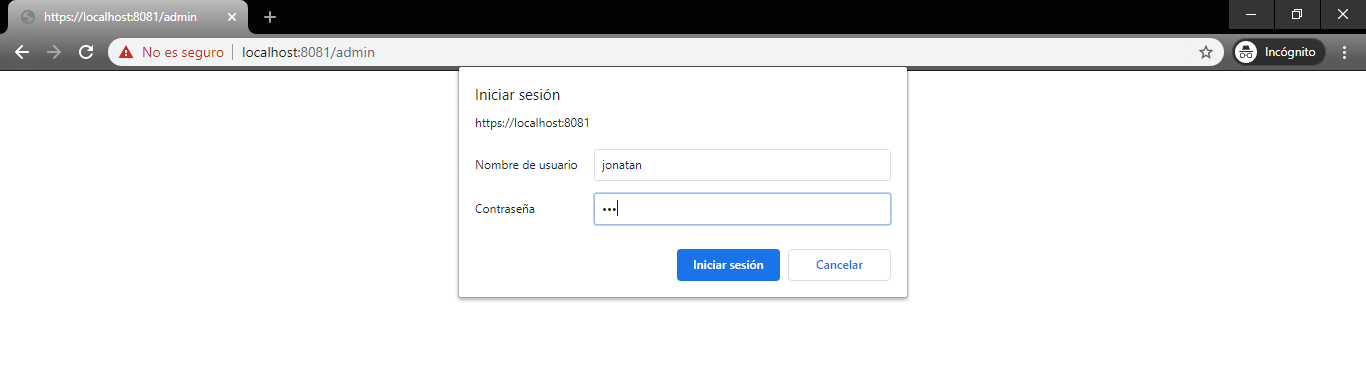 https://localhost:8081/admin
No es seguro localhost:8081/admin Incógnito
Iniciar sesión
https://localhost:8081
Nombre de usuario jonatan
Contraseña •••
Iniciar sesión Cancelar